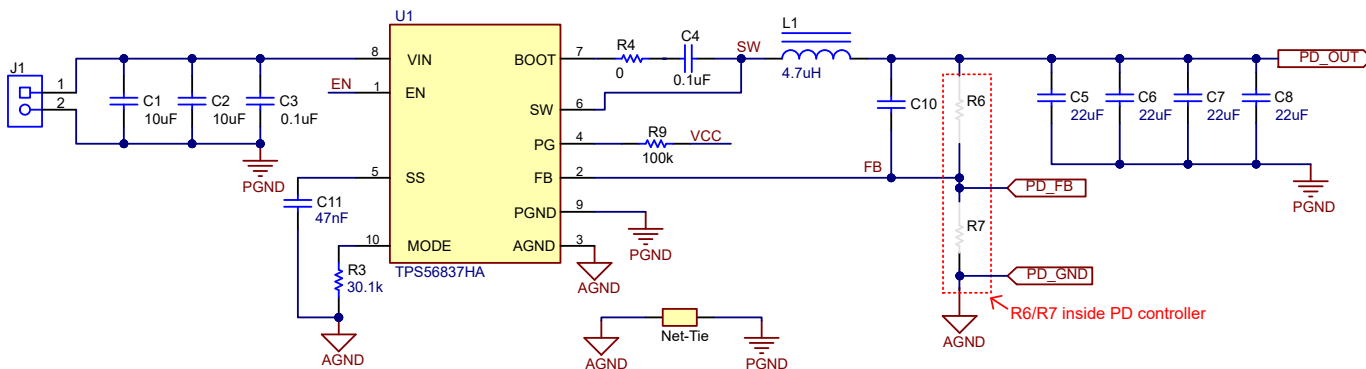 U1
L1
J1
1
2
C1
10uF
C2
10uF
C3
0.1uF
PGND
EN
8
VIN
1
EN
5
SS
10
MODE
BOOT
7
SW
6
PG
4
FB
2
PGND
9
AGND
3
TPS56837HA
C11
47nF
R3
30.1k
AGND
R4
0
C4
0.1uF
SW
4.7uH
R9
100k
VCC
PGND
AGND
C10
FB
R6
R7
PD_OUT
C5
22uF
C6
22uF
C7
22uF
C8
22uF
PGND
PD_FB
PD_GND
R6/R7 inside PD controller
AGND
AGND
Net-Tie
PGND